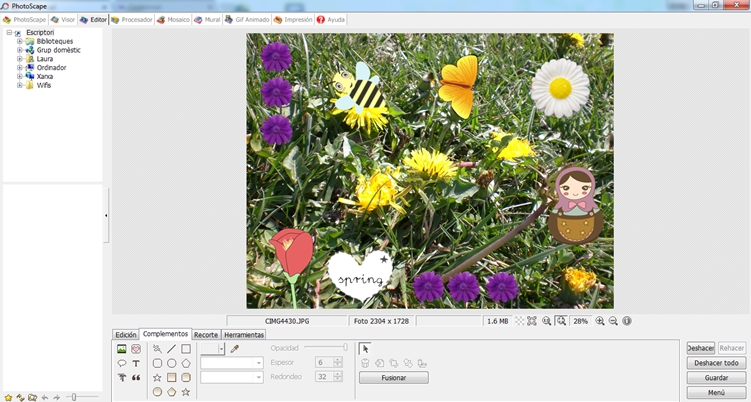 PhotoScape
PhotoScape Visor Editor Procesador Mosaico Mural Gif Animado Impresión Ayuda
Escriptori
Biblioteques
Grup domèstic
Laura
Ordinador
Xarxa
Wifis
spring
CIMG4430.JPG Foto 2304 x 1728 1.6 MB 28%
Edición Complementos Recorte Herramientas
Opacidad
Espesor 6
Redondeo 32
Fusionar
Deshacer Rehacer
Deshacer todo
Guardar
Menú